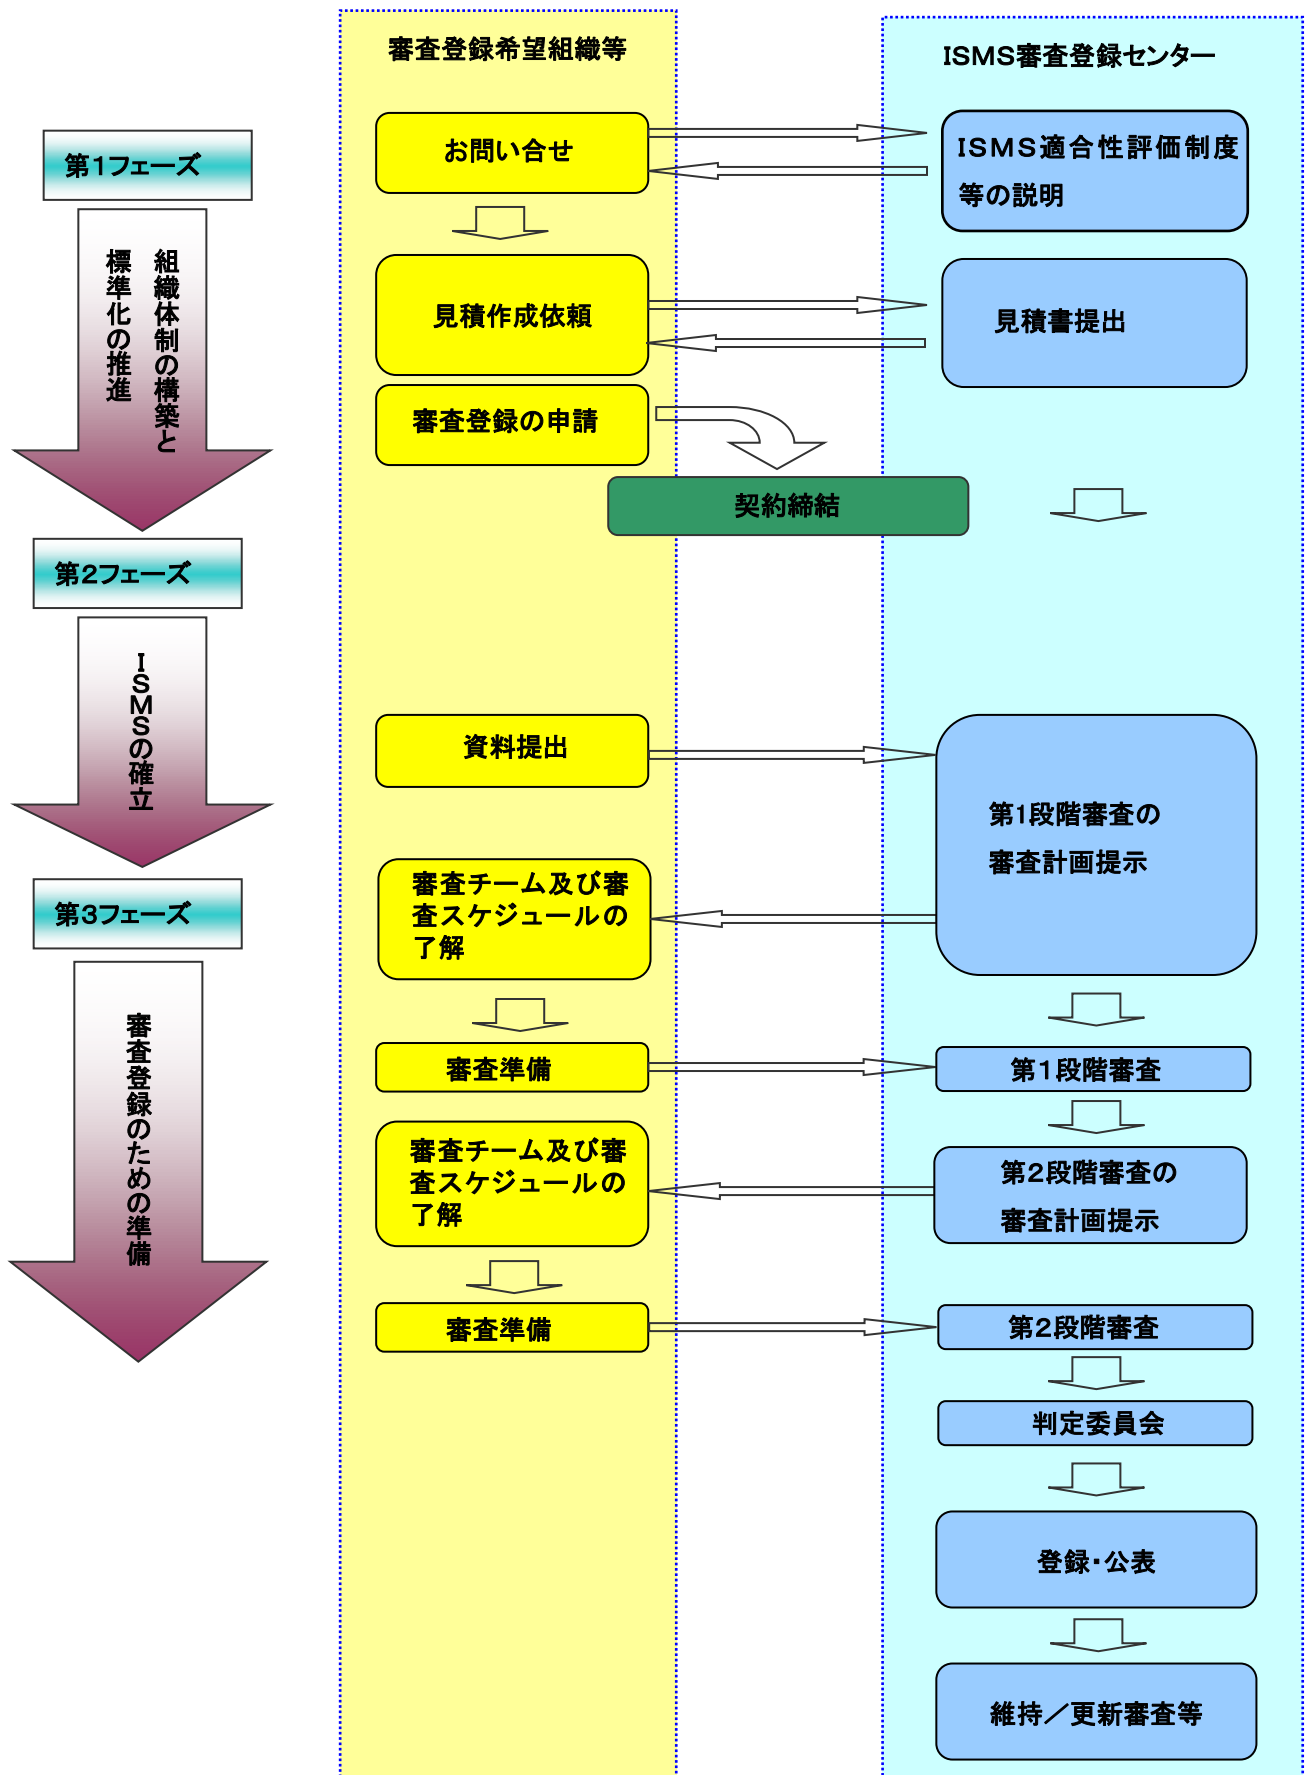 審査登録希望組織等
ISMS審査登録センター
第1フェーズ
お問い合せ
ISMS適合性評価制度
等の説明
組織体制の構築と
標準化の推進
見積作成依頼
見積書提出
審査登録の申請
契約締結
第2フェーズ
ISMSの確立
資料提出
第1段階審査の
審査計画提示
審査チーム及び審
査スケジュールの
了解
第3フェーズ
審査登録のための準備
審査準備
第1段階審査
審査チーム及び審
査スケジュールの
了解
第2段階審査の
審査計画提示
審査準備
第2段階審査
判定委員会
登録・公表
維持／更新審査等